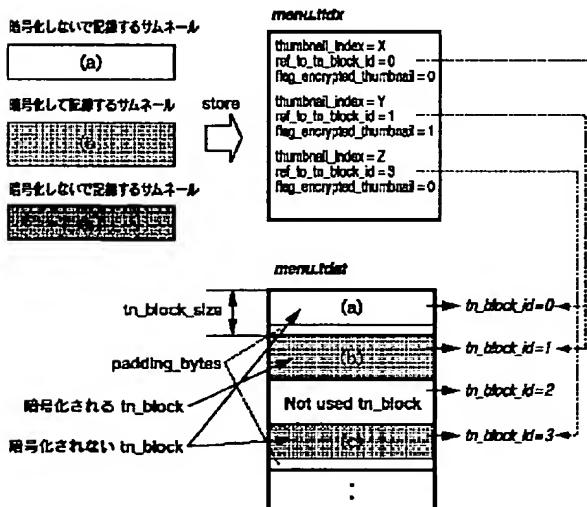 暗号化しないで記録するサムネール
(a)
暗号化して記録するサムネール
暗号化しないで記録するサムネール
store
menu.tidx
thumbnail_index = X
ref_to_tn_block_id = 0
flag_encrypted_thumbnail = 0
thumbnail_index = Y
ref_to_tn_block_id = 1
flag_encrypted_thumbnail = 1
thumbnail_index = Z
ref_to_tn_block_id = 3
flag_encrypted_thumbnail = 0
menu.tdat
tn_block_size
(a)
tn_block_id=0
padding_bytes
(b)
tn_block_id=1
暗号化される tn_block
Not used tn_block
tn_block_id=2
暗号化されない tn_block
(c)
tn_block_id=3